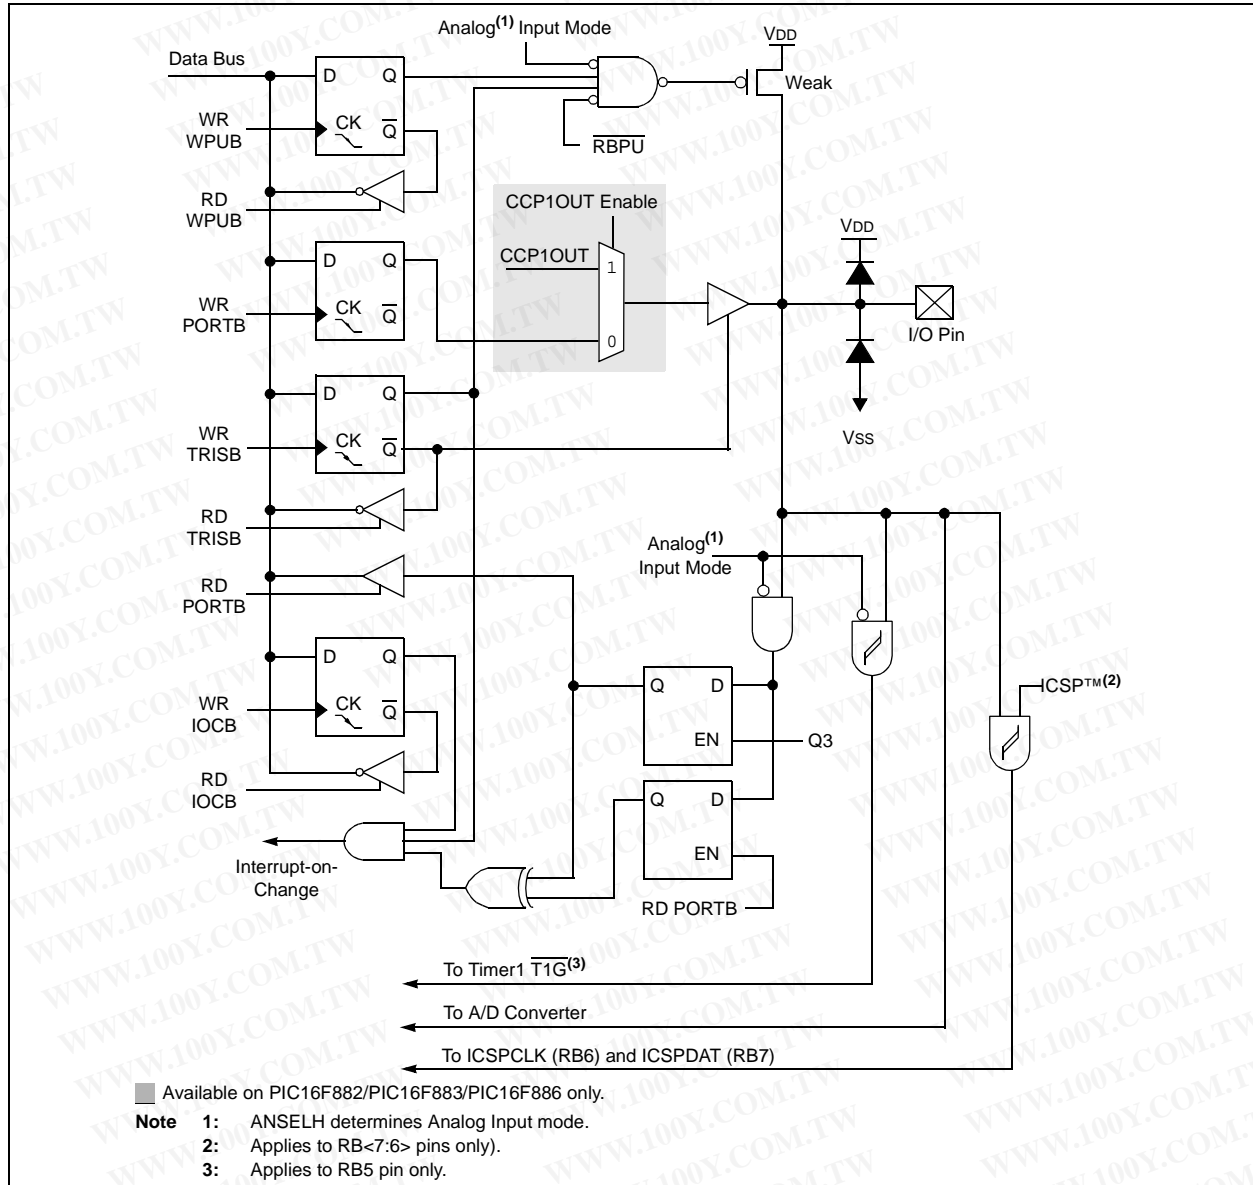 Analog(1) Input Mode
VDD
Data Bus
D Q
Weak
WR
WPUB
CK Q
RBPU
RD
WPUB
CCP1OUT Enable
VDD
D Q
CCP1OUT
1
WR
PORTB
CK Q
0
I/O Pin
D Q
WR
TRISB
CK Q
VSS
RD
TRISB
Analog(1)
Input Mode
RD
PORTB
D Q
Q D
ICSP™(2)
WR
IOCB
CK Q
EN
Q3
RD
IOCB
Q D
EN
Interrupt-on-
Change
RD PORTB
To Timer1 T1G(3)
To A/D Converter
To ICSPCLK (RB6) and ICSPDAT (RB7)
Available on PIC16F882/PIC16F883/PIC16F886 only.
Note 1: ANSELH determines Analog Input mode.
2: Applies to RB<7:6> pins only).
3: Applies to RB5 pin only.
WWW.100Y.COM.TW